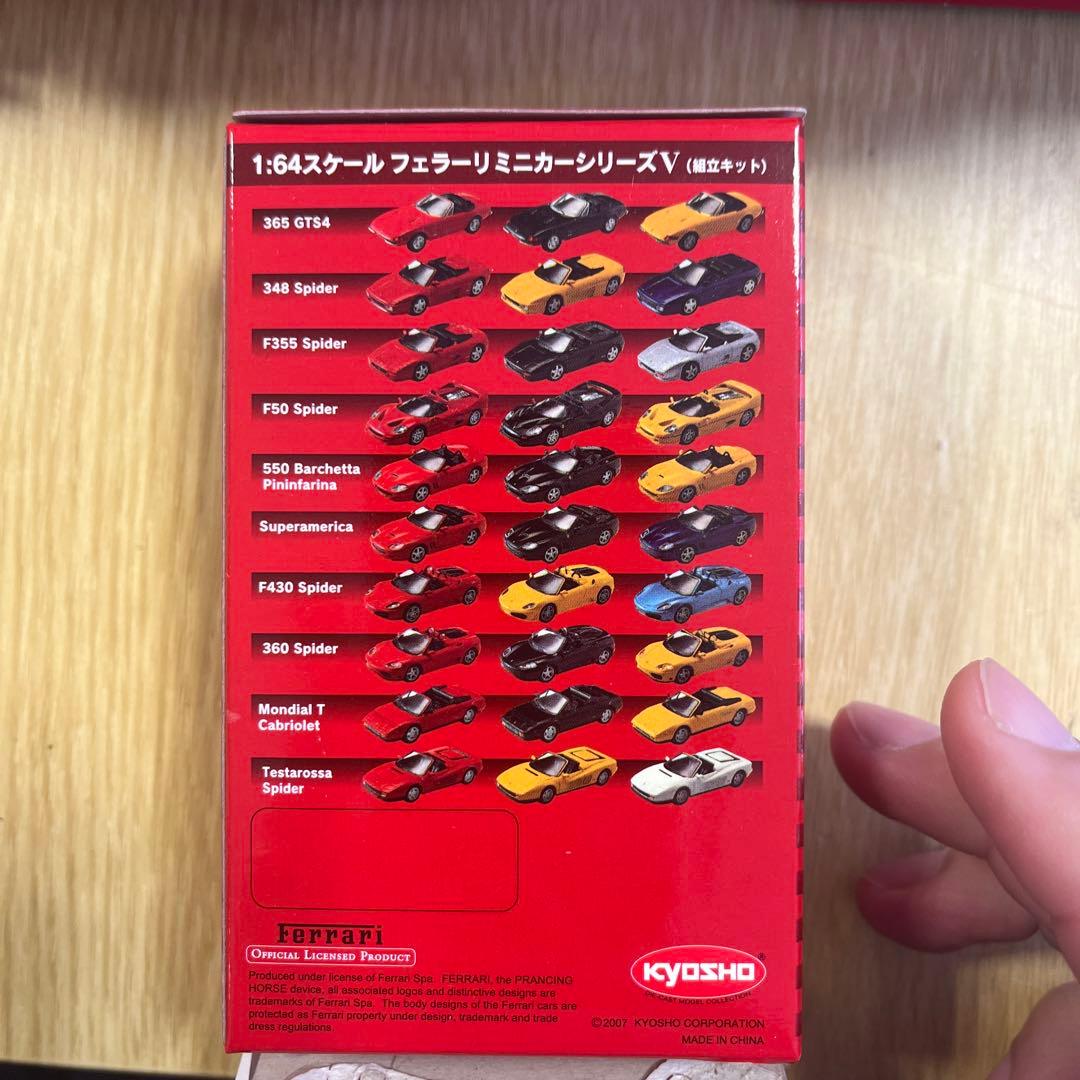 1:64スケール フェラーリミニカーシリーズV (組立キット)
365 GTS4
348 Spider
F355 Spider
F50 Spider
550 Barchetta
Pininfarina
Superamerica
F430 Spider
360 Spider
Mondial T
Cabriolet
Testarossa
Spider
Ferrari
OFFICIAL LICENSED PRODUCT
Produced under license of Ferrari Spa. FERRARI, the PRANCING
HORSE device, all associated logos and distinctive designs are
trademarks of Ferrari Spa. The body designs of the Ferrari cars are
protected as Ferrari property under design, trademark and trade
dress regulations.
KYOSHO®
DIE-CAST MODEL COLLECTION
©2007 KYOSHO CORPORATION
MADE IN CHINA